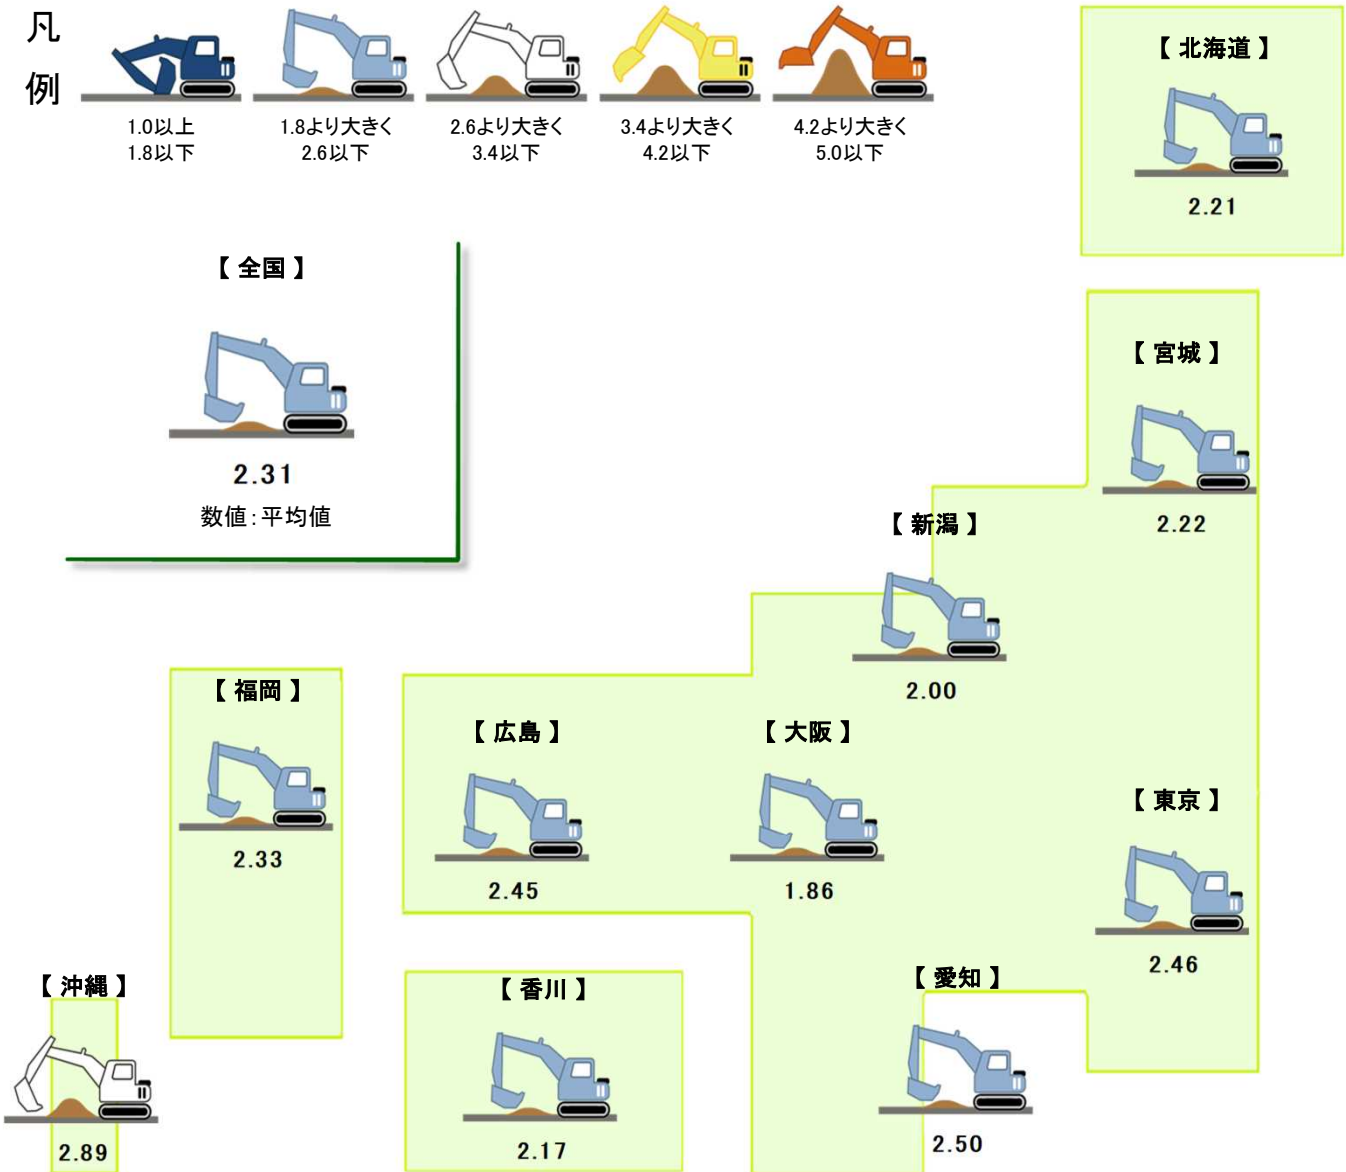 凡
例
1.0以上
1.8以下
1.8より大きく
2.6以下
2.6より大きく
3.4以下
3.4より大きく
4.2以下
4.2より大きく
5.0以下
【 北海道 】
2.21
【 全国 】
2.31
数値：平均値
【 宮城 】
2.22
【 新潟 】
2.00
【 福岡 】
2.33
【 広島 】
2.45
【 大阪 】
1.86
【 東京 】
2.46
【 沖縄 】
2.89
【 香川 】
2.17
【 愛知 】
2.50